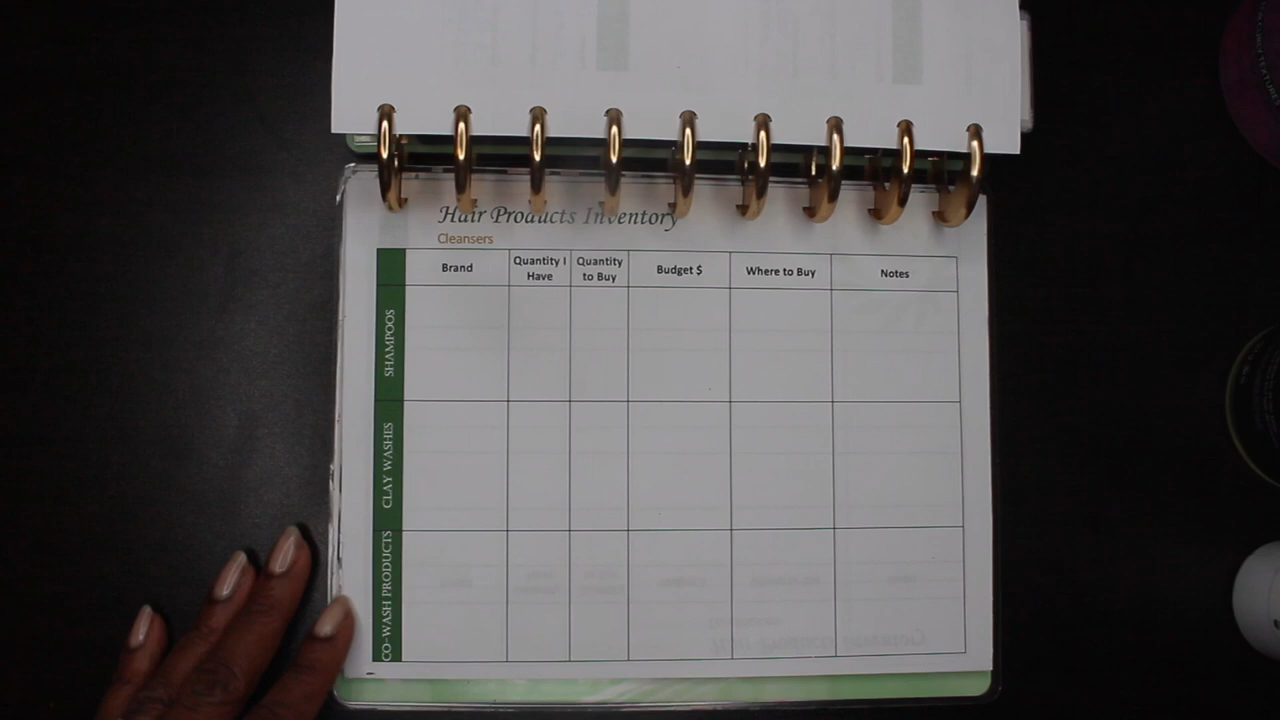 Hair Products Inventory
Cleansers
Brand
Quantity I Have
Quantity to Buy
Budget $
Where to Buy
Notes
SHAMPOOS
CLAY WASHES
CO-WASH PRODUCTS